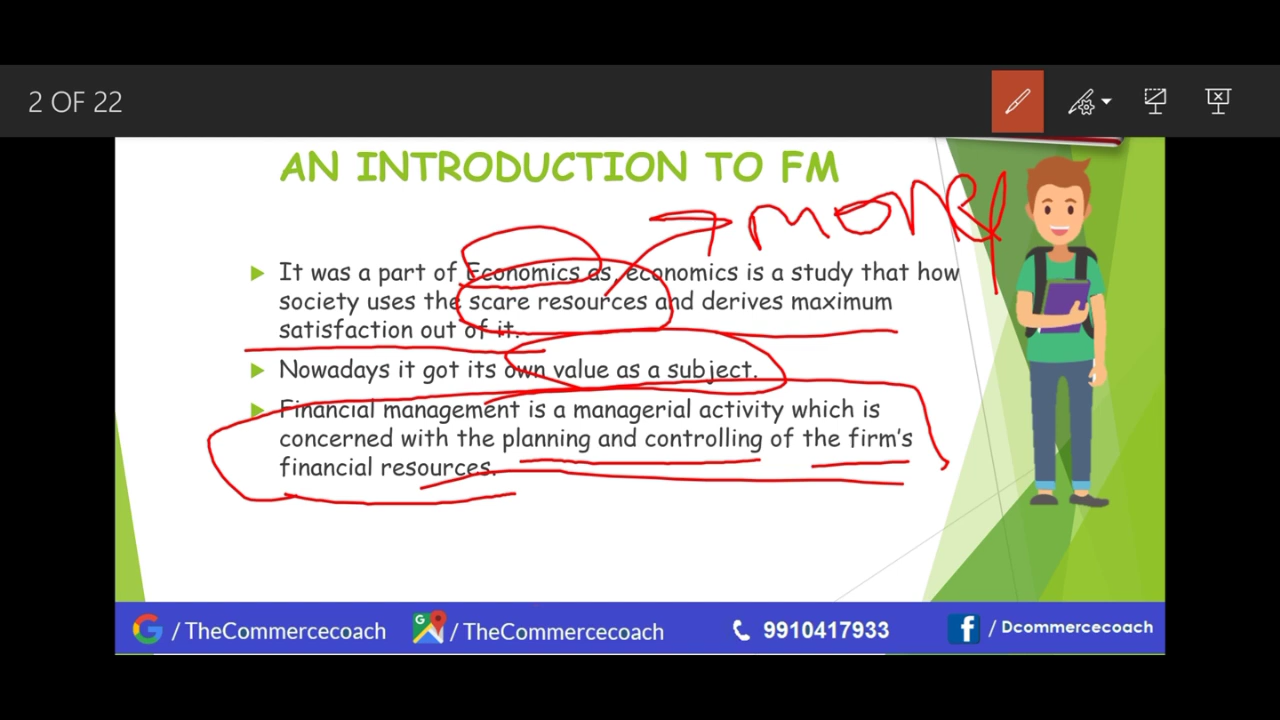 2 OF 22
AN INTRODUCTION TO FM
money
It was a part of Economics as, economics is a study that how
society uses the scare resources and derives maximum
satisfaction out of it.
Nowadays it got its own value as a subject.
Financial management is a managerial activity which is
concerned with the planning and controlling of the firm's
financial resources.
/ TheCommercecoach
/ TheCommercecoach
9910417933
/ Dcommercecoach